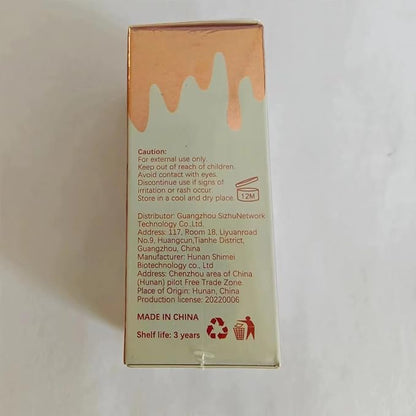 Caution:
For external use only.
Keep out of reach of children.
Avoid contact with eyes.
Discontinue use if signs of
irritation or rash occur.
Store in a cool and dry place.
12M
Distributor: Guangzhou SizhuNetwork
Technology Co.,Ltd.
Address: 117, Room 18, Liyuanroad
No.9, Huangcun,Tianhe District,
Guangzhou, China
Manufacturer: Hunan Shimei
Biotechnology co., Ltd
Address: Chenzhou area of China
(Hunan) pilot Free Trade Zone.
Place of Origin: Hunan, China
Production license: 20220006
MADE IN CHINA
Shelf life: 3 years